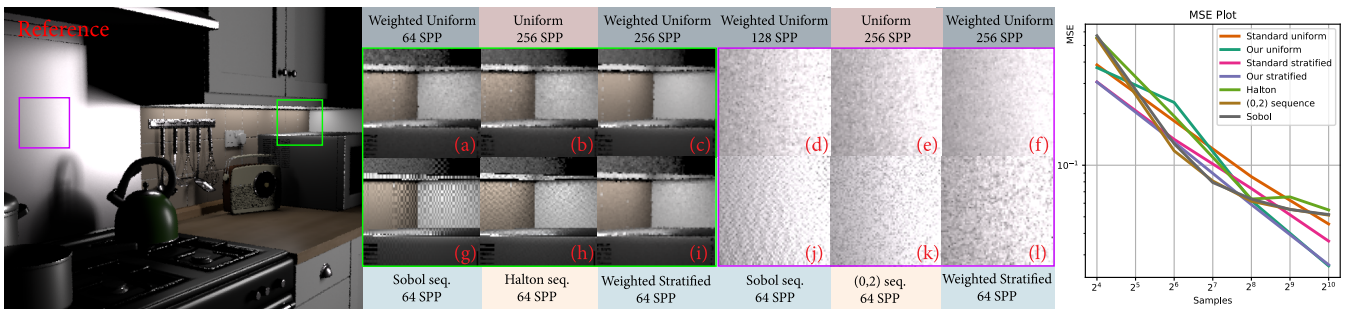 Reference
Weighted Uniform
64 SPP
Uniform
256 SPP
Weighted Uniform
256 SPP
Weighted Uniform
128 SPP
Uniform
256 SPP
Weighted Uniform
256 SPP
(a)
(b)
(c)
(d)
(e)
(f)
(g)
(h)
(i)
(j)
(k)
(l)
Sobol seq.
64 SPP
Halton seq.
64 SPP
Weighted Stratified
64 SPP
Sobol seq.
64 SPP
(0,2) seq.
64 SPP
Weighted Stratified
64 SPP
MSE Plot
MSE
Standard uniform
Our uniform
Standard stratified
Our stratified
Halton
(0,2) sequence
Sobol
10⁻¹
2⁴ 2⁵ 2⁶ 2⁷ 2⁸ 2⁹ 2¹⁰
Samples